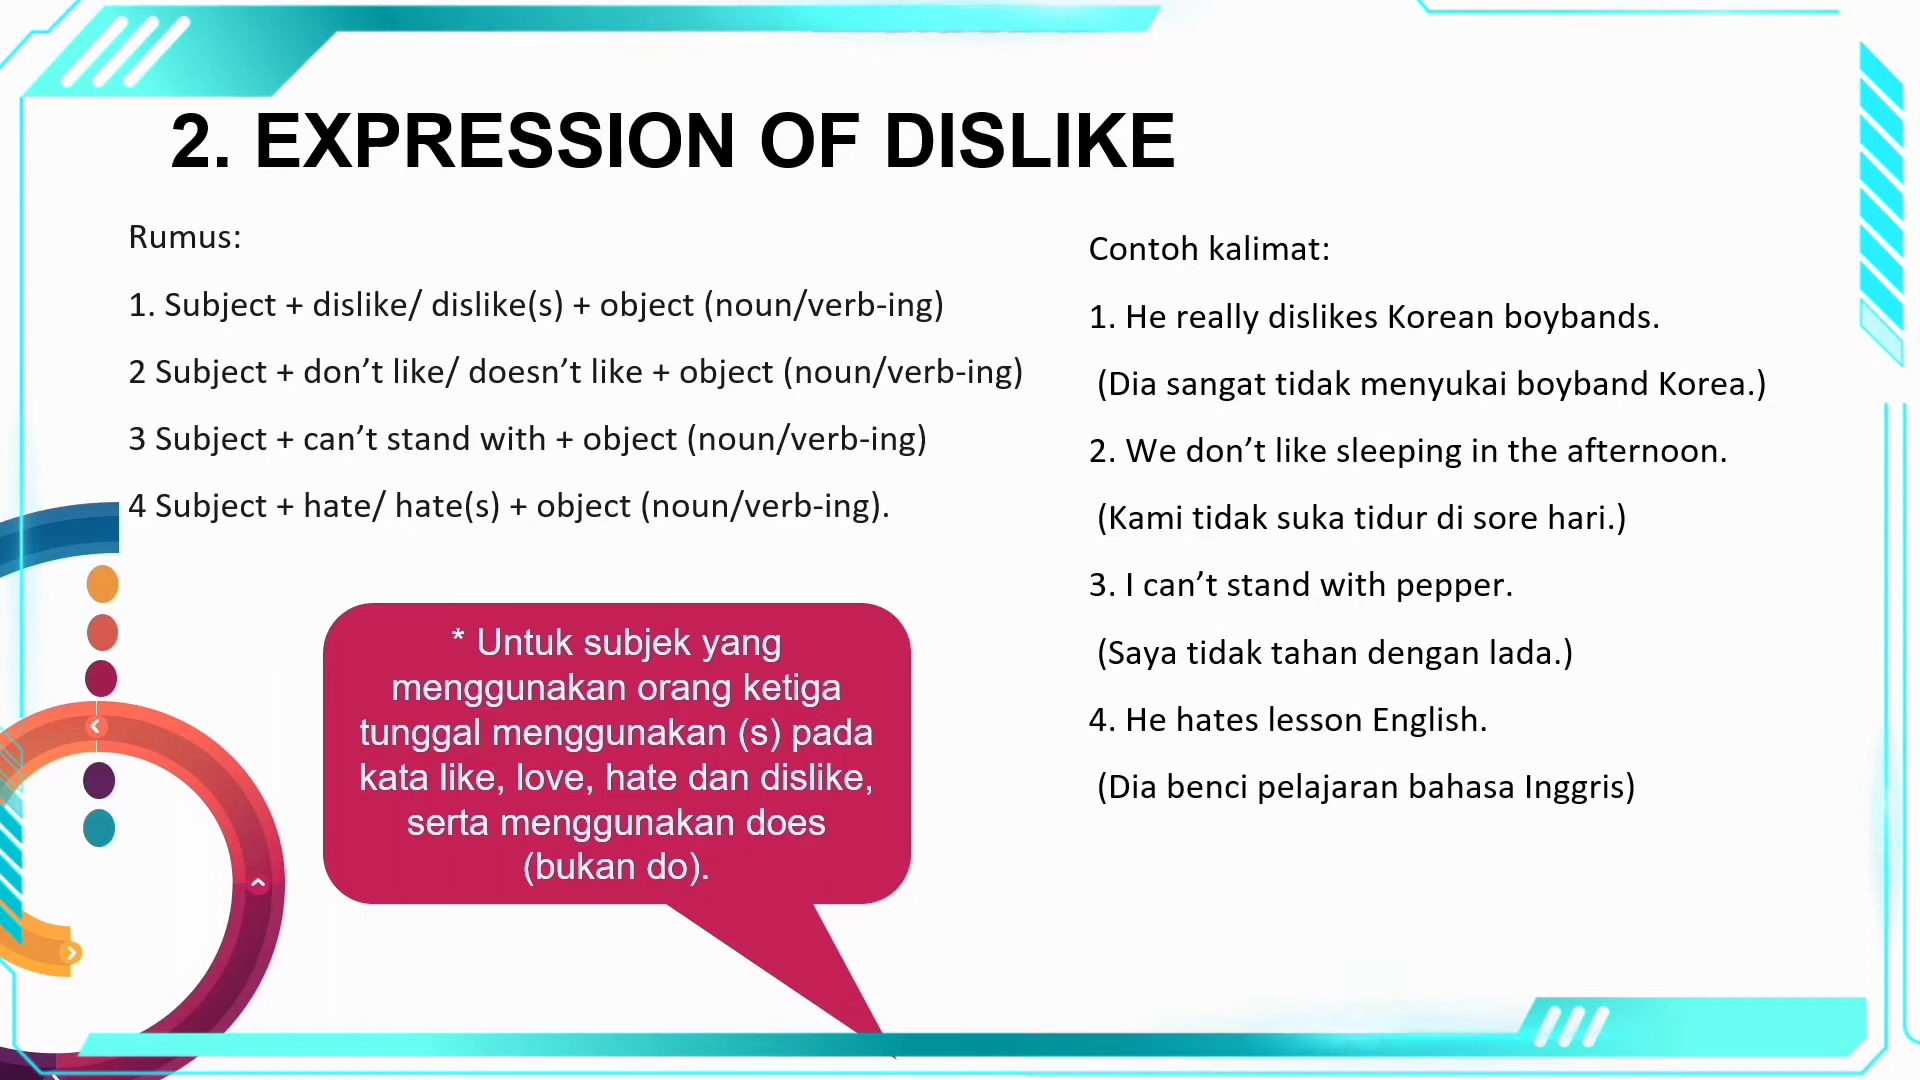 2. EXPRESSION OF DISLIKE
Rumus:
1. Subject + dislike/ dislike(s) + object (noun/verb-ing)
2 Subject + don’t like/ doesn’t like + object (noun/verb-ing)
3 Subject + can’t stand with + object (noun/verb-ing)
4 Subject + hate/ hate(s) + object (noun/verb-ing).
* Untuk subjek yang
menggunakan orang ketiga
tunggal menggunakan (s) pada
kata like, love, hate dan dislike,
serta menggunakan does
(bukan do).
Contoh kalimat:
1. He really dislikes Korean boybands.
(Dia sangat tidak menyukai boyband Korea.)
2. We don’t like sleeping in the afternoon.
(Kami tidak suka tidur di sore hari.)
3. I can’t stand with pepper.
(Saya tidak tahan dengan lada.)
4. He hates lesson English.
(Dia benci pelajaran bahasa Inggris)